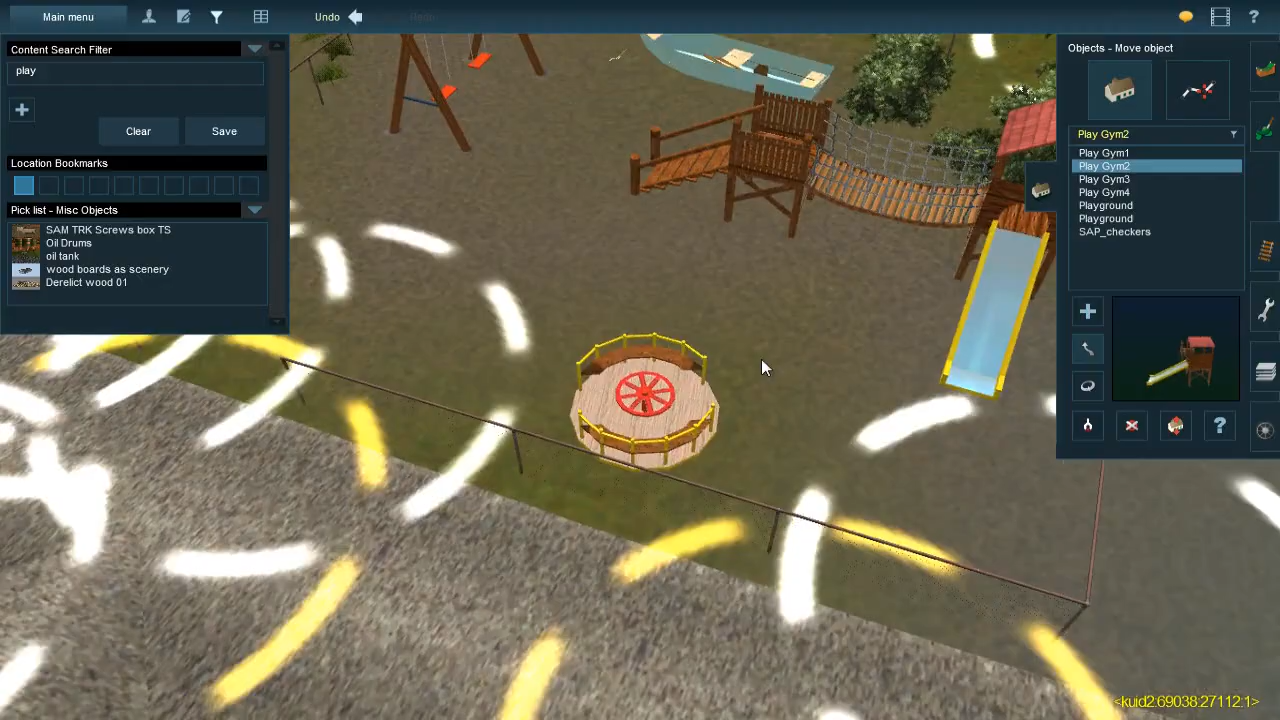 Main menu
Undo
Redo
?
Content Search Filter
play
Clear
Save
Location Bookmarks
Pick list - Misc Objects
SAM TRK Screws box TS
Oil Drums
oil tank
wood boards as scenery
Derelict wood 01
Objects - Move object
Play Gym2
Play Gym1
Play Gym2
Play Gym3
Play Gym4
Playground
Playground
SAP_checkers
?
<kuid2:69038:27112:1>